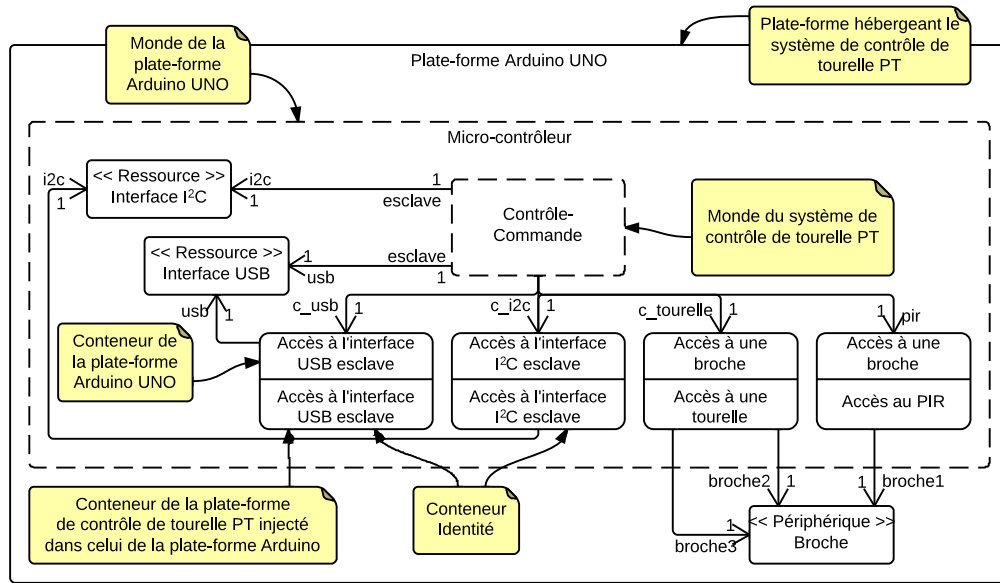 Monde de la
plate-forme
Arduino UNO
Plate-forme Arduino UNO
Plate-forme hébergeant le
système de contrôle de
tourelle PT
Micro-contrôleur
i2c
1
<< Ressource >>
Interface I²C
i2c
1
1
esclave
Contrôle-
Commande
Monde du système de
contrôle de tourelle PT
<< Ressource >>
Interface USB
1
usb
esclave
1
usb
1
c_usb
1
c_i2c
1
c_tourelle
1
1
pir
Conteneur de
la plate-forme
Arduino UNO
Accès à l'interface
USB esclave
Accès à l'interface
USB esclave
Accès à l'interface
I²C esclave
Accès à l'interface
I²C esclave
Accès à une
broche
Accès à une
tourelle
Accès à une
broche
Accès au PIR
Conteneur de la plate-forme
de contrôle de tourelle PT injecté
dans celui de la plate-forme Arduino
Conteneur
Identité
broche2
1
1
broche1
1
broche3
<< Périphérique >>
Broche